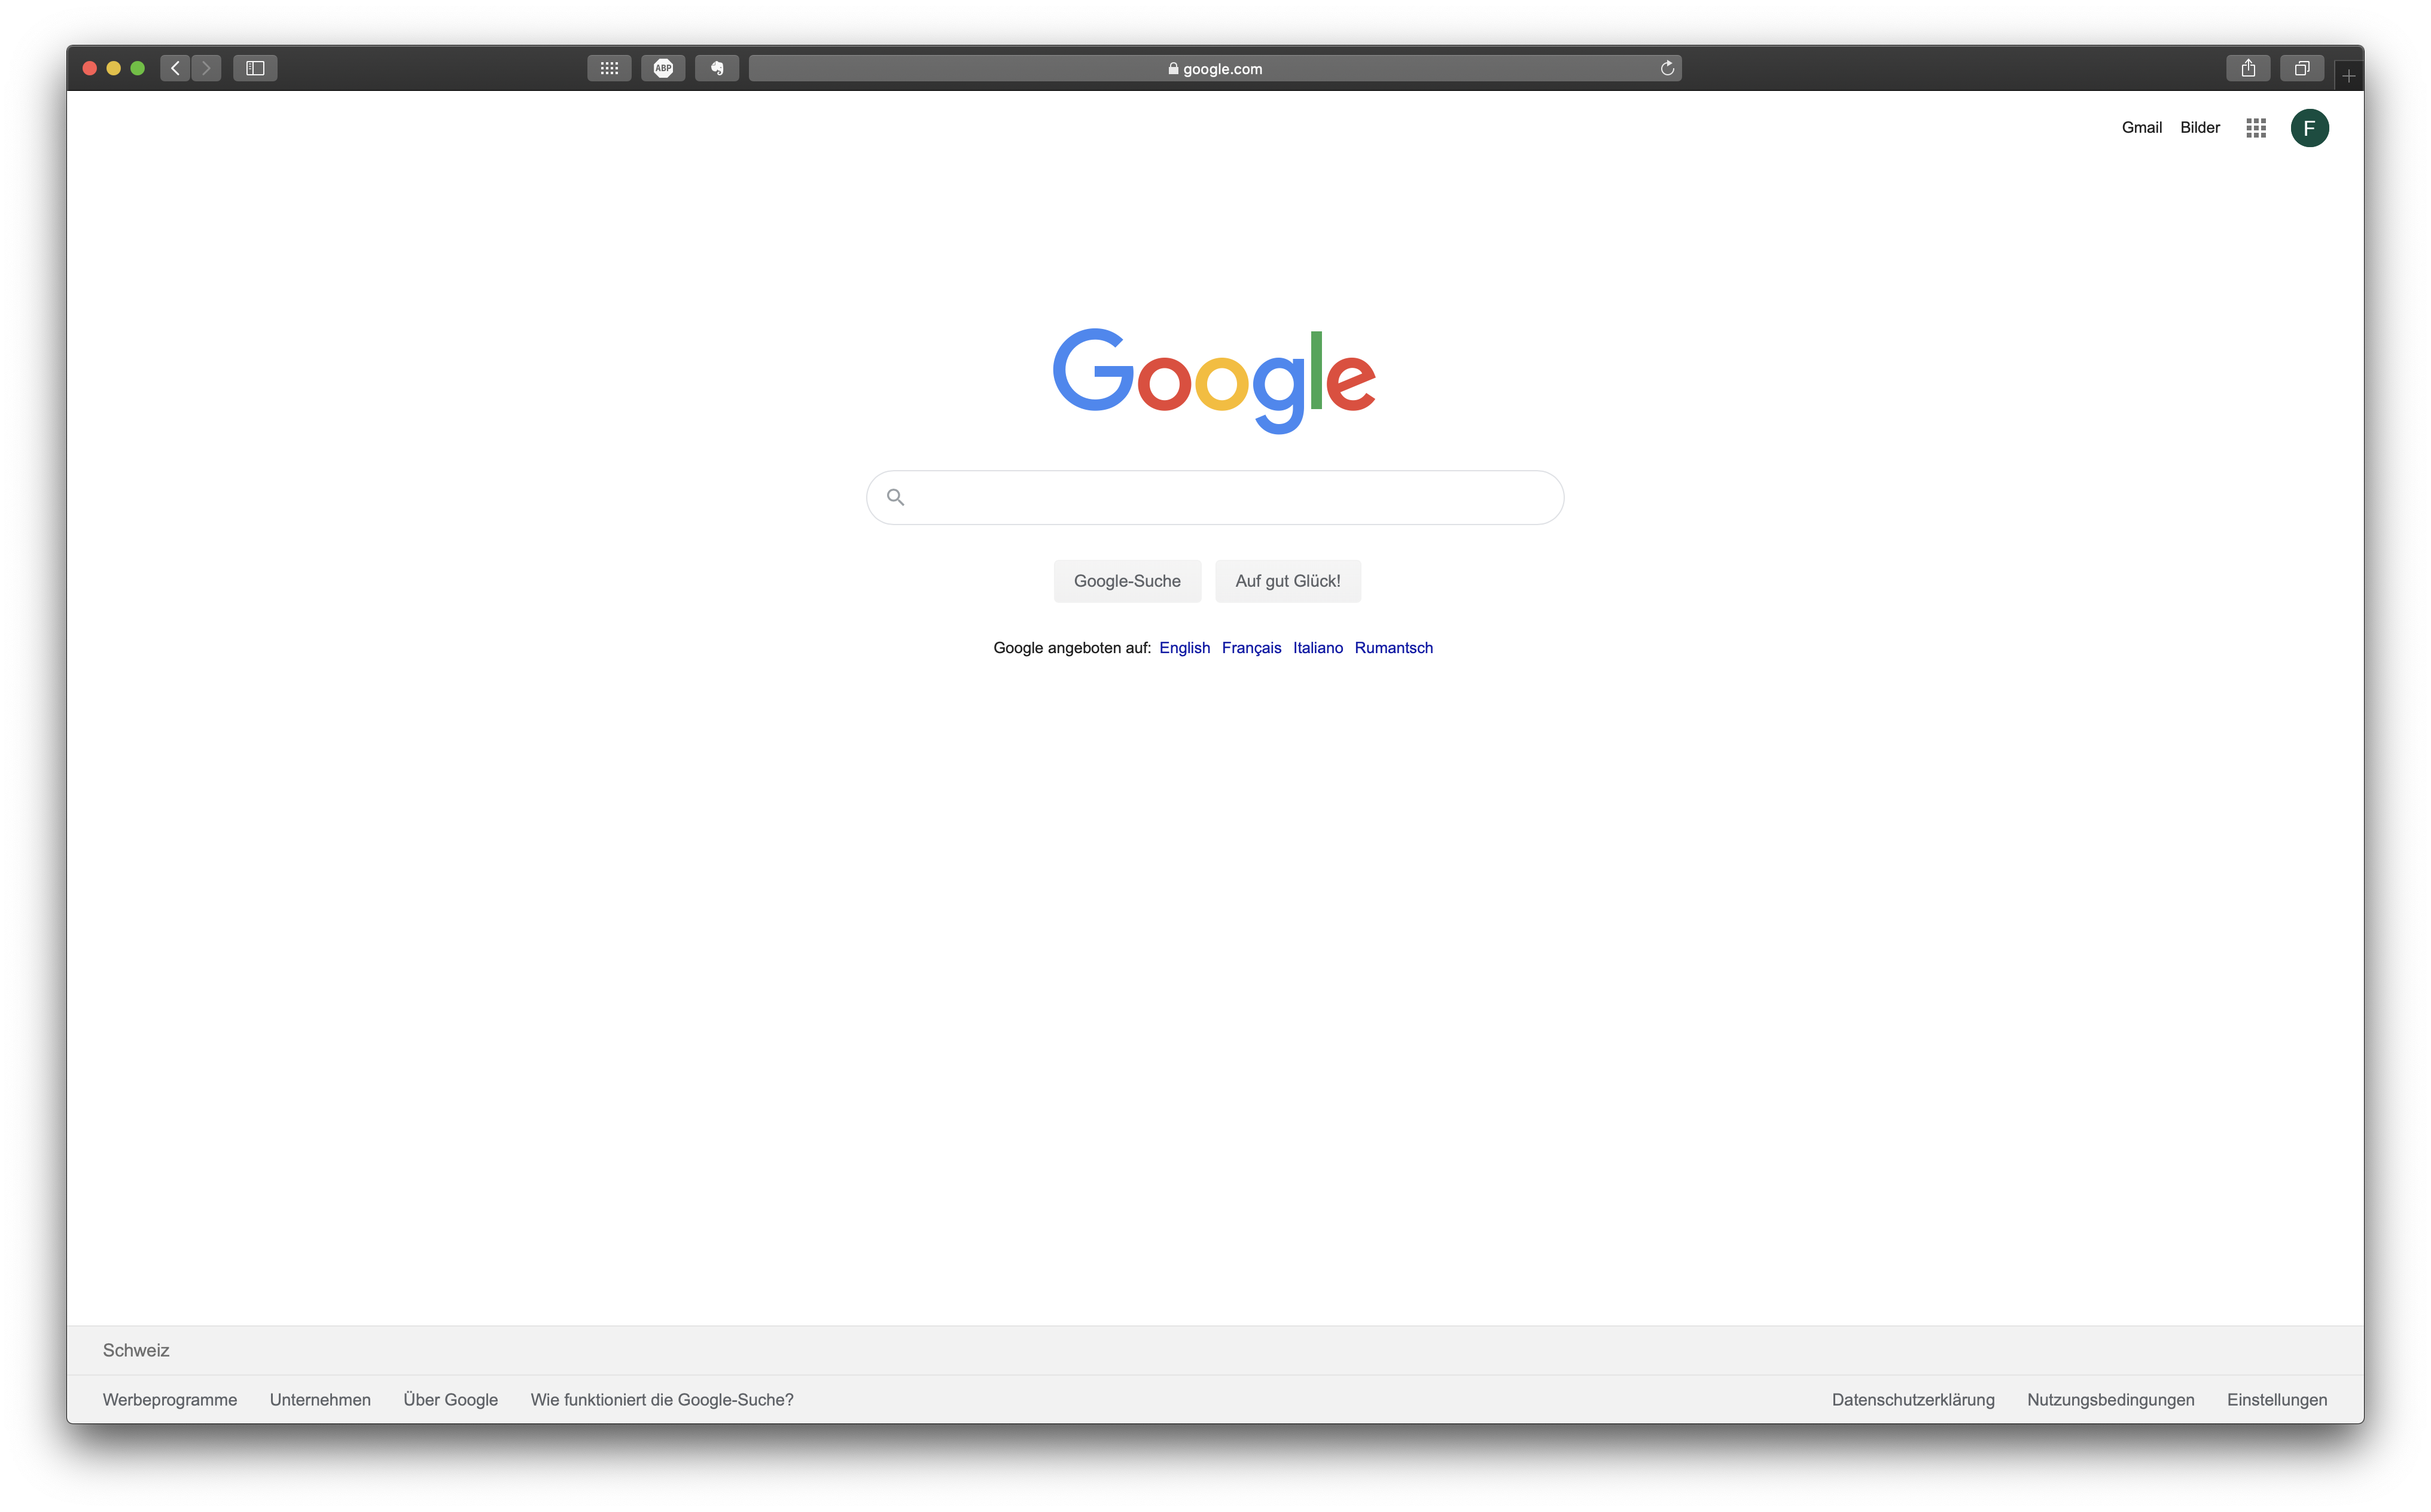 ABP google.com
Gmail Bilder F
Google
Google-Suche Auf gut Glück!
Google angeboten auf: English Français Italiano Rumantsch
Schweiz
Werbeprogramme Unternehmen Über Google Wie funktioniert die Google-Suche? Datenschutzerklärung Nutzungsbedingungen Einstellungen